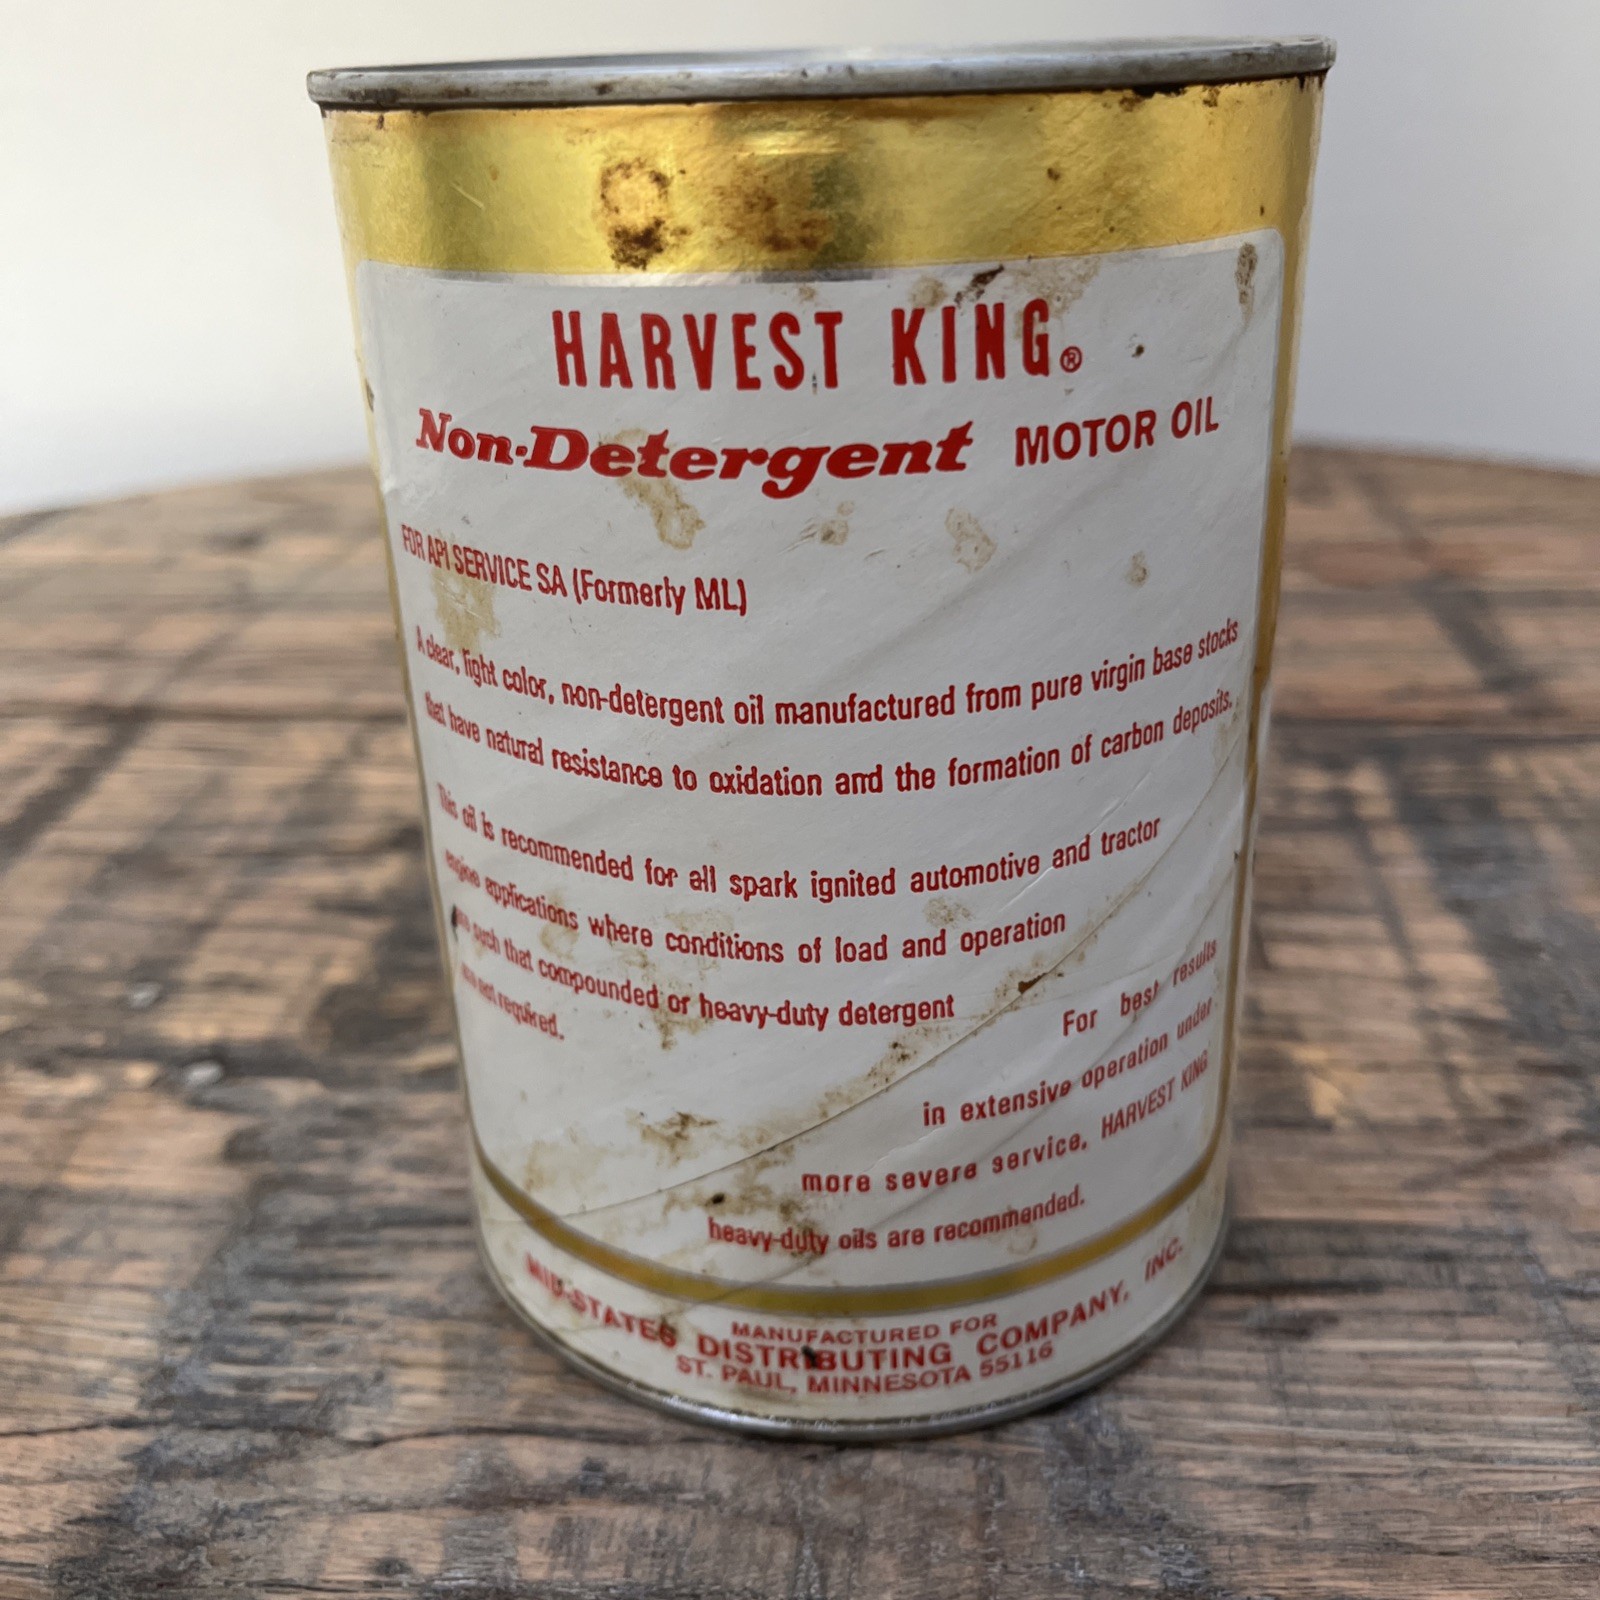 HARVEST KING®
Non-Detergent MOTOR OIL
FOR API SERVICE SA (Formerly ML)
A clear, light color, non-detergent oil manufactured from pure virgin base stocks
that have natural resistance to oxidation and the formation of carbon deposits.
This oil is recommended for all spark ignited automotive and tractor
engine applications where conditions of load and operation
are such that compounded or heavy-duty detergent
are not required.
For best results
in extensive operation under
more severe service, HARVEST KING
heavy-duty oils are recommended.
MANUFACTURED FOR
MID-STATES DISTRIBUTING COMPANY, INC.
ST. PAUL, MINNESOTA 55116